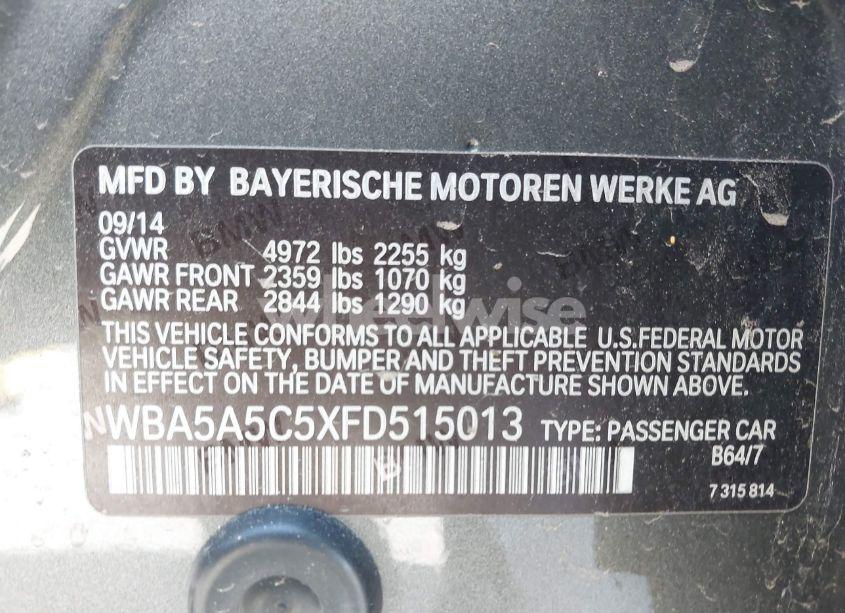 MFD BY BAYERISCHE MOTOREN WERKE AG
09/14
GVWR 4972 lbs 2255 kg
GAWR FRONT 2359 lbs 1070 kg
GAWR REAR 2844 lbs 1290 kg
wheelwise
THIS VEHICLE CONFORMS TO ALL APPLICABLE U.S.FEDERAL MOTOR
VEHICLE SAFETY, BUMPER AND THEFT PREVENTION STANDARDS
IN EFFECT ON THE DATE OF MANUFACTURE SHOWN ABOVE.
WBA5A5C5XFD515013 TYPE: PASSENGER CAR
B64/7
7 315 814